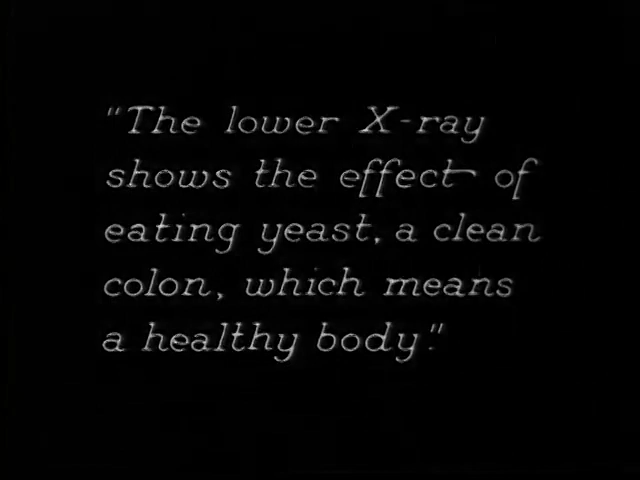 "The lower X-ray
shows the effect of
eating yeast, a clean
colon, which means
a healthy body."